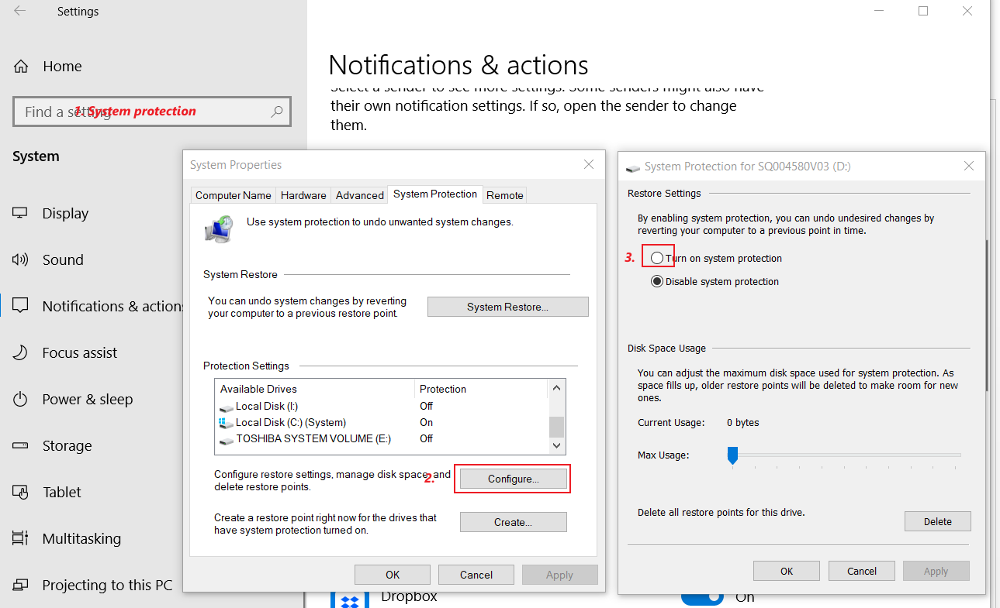 Settings
Home
Find a setting
1. System protection
System
Display
Sound
Notifications & actions
Focus assist
Power & sleep
Storage
Tablet
Multitasking
Projecting to this PC
Notifications & actions
Select a sender to see more settings. Some senders might also have
their own notification settings. If so, open the sender to change
them.
Dropbox
On
System Properties
Computer Name
Hardware
Advanced
System Protection
Remote
Use system protection to undo unwanted system changes.
System Restore
You can undo system changes by reverting
your computer to a previous restore point.
System Restore...
Protection Settings
Available Drives
Protection
Local Disk (I:)
Off
Local Disk (C:) (System)
On
TOSHIBA SYSTEM VOLUME (E:)
Off
Configure restore settings, manage disk space, and
delete restore points.
2.
Configure...
Create a restore point right now for the drives that
have system protection turned on.
Create...
OK
Cancel
Apply
System Protection for SQ004580V03 (D:)
Restore Settings
By enabling system protection, you can undo undesired changes by
reverting your computer to a previous point in time.
3.
Turn on system protection
Disable system protection
Disk Space Usage
You can adjust the maximum disk space used for system protection. As
space fills up, older restore points will be deleted to make room for new
ones.
Current Usage:
0 bytes
Max Usage:
Delete all restore points for this drive.
Delete
OK
Cancel
Apply